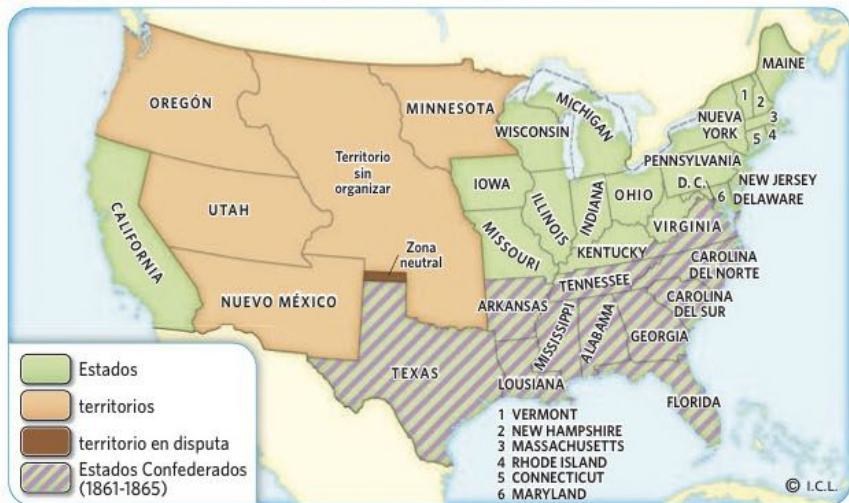 MAINE
OREGÓN
MINNESOTA
1
2
3
4
5
NUEVA
YORK
WISCONSIN
MICHIGAN
Territorio
sin
organizar
PENNSYLVANIA
IOWA
D. C.
NEW JERSEY
6
DELAWARE
OHIO
ILLINOIS
INDIANA
UTAH
CALIFORNIA
MISSOURI
VIRGINIA
KENTUCKY
Zona
neutral
CAROLINA
DEL NORTE
TENNESSEE
NUEVO MÉXICO
ARKANSAS
CAROLINA
DEL SUR
MISSISSIPPI
ALABAMA
GEORGIA
TEXAS
LOUSIANA
FLORIDA
Estados
territorios
territorio en disputa
Estados Confederados
(1861-1865)
1 VERMONT
2 NEW HAMPSHIRE
3 MASSACHUSETTS
4 RHODE ISLAND
5 CONNECTICUT
6 MARYLAND
© I.C.L.